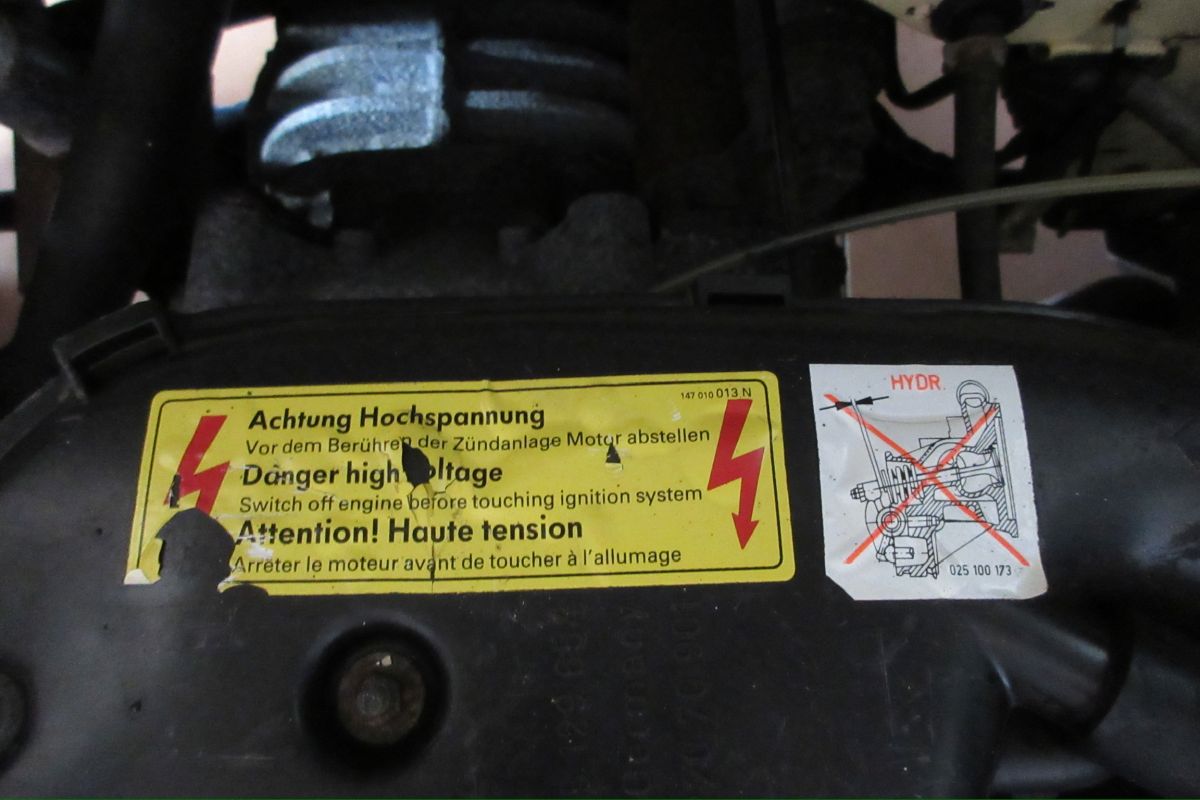 147 010 013 N
Achtung Hochspannung
Vor dem Berühren der Zündanlage Motor abstellen
Danger high voltage
Switch off engine before touching ignition system
Attention! Haute tension
Arrêter le moteur avant de toucher à l'allumage
HYDR.
025 100 173